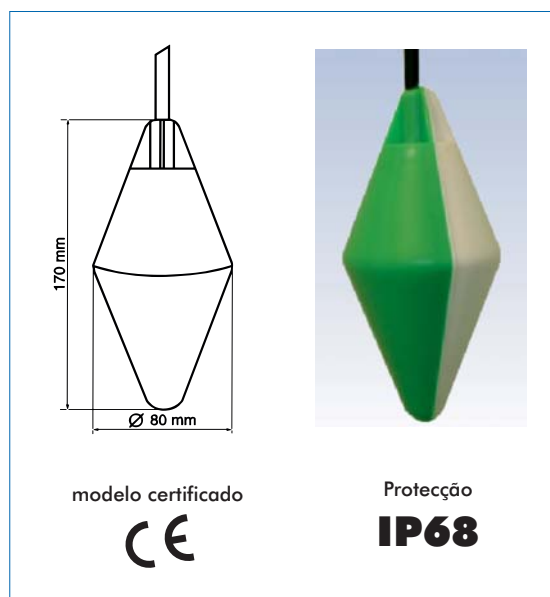 170 mm
Ø 80 mm
modelo certificado
CE
Protecção
IP68